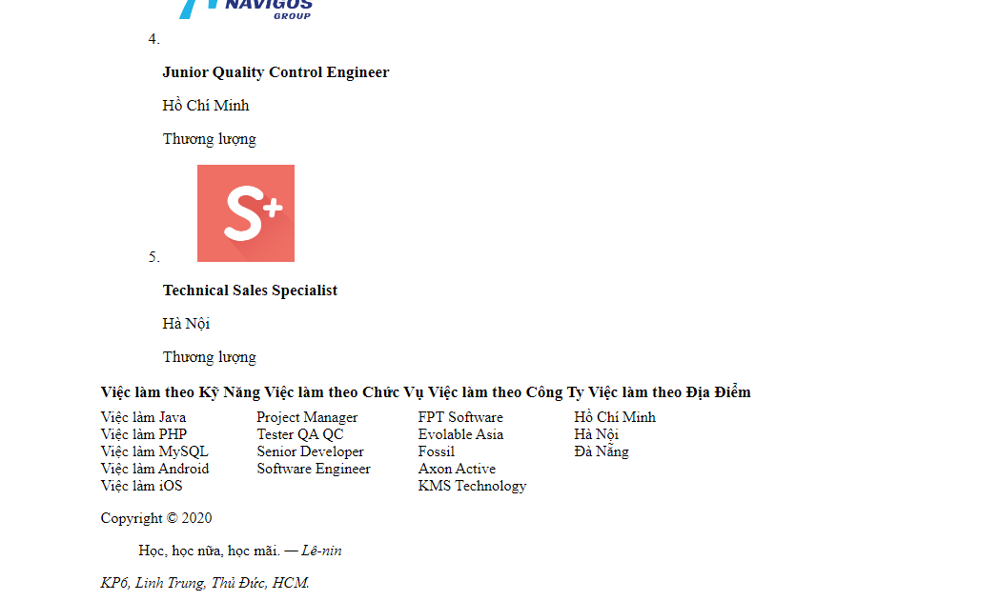 NAVIGOS
GROUP
4.
Junior Quality Control Engineer
Hồ Chí Minh
Thương lượng
S+
5.
Technical Sales Specialist
Hà Nội
Thương lượng
Việc làm theo Kỹ Năng Việc làm theo Chức Vụ Việc làm theo Công Ty Việc làm theo Địa Điểm
Việc làm Java Project Manager FPT Software Hồ Chí Minh
Việc làm PHP Tester QA QC Evolable Asia Hà Nội
Việc làm MySQL Senior Developer Fossil Đà Nẵng
Việc làm Android Software Engineer Axon Active
Việc làm iOS KMS Technology
Copyright © 2020
Học, học nữa, học mãi. — Lê-nin
KP6, Linh Trung, Thủ Đức, HCM.